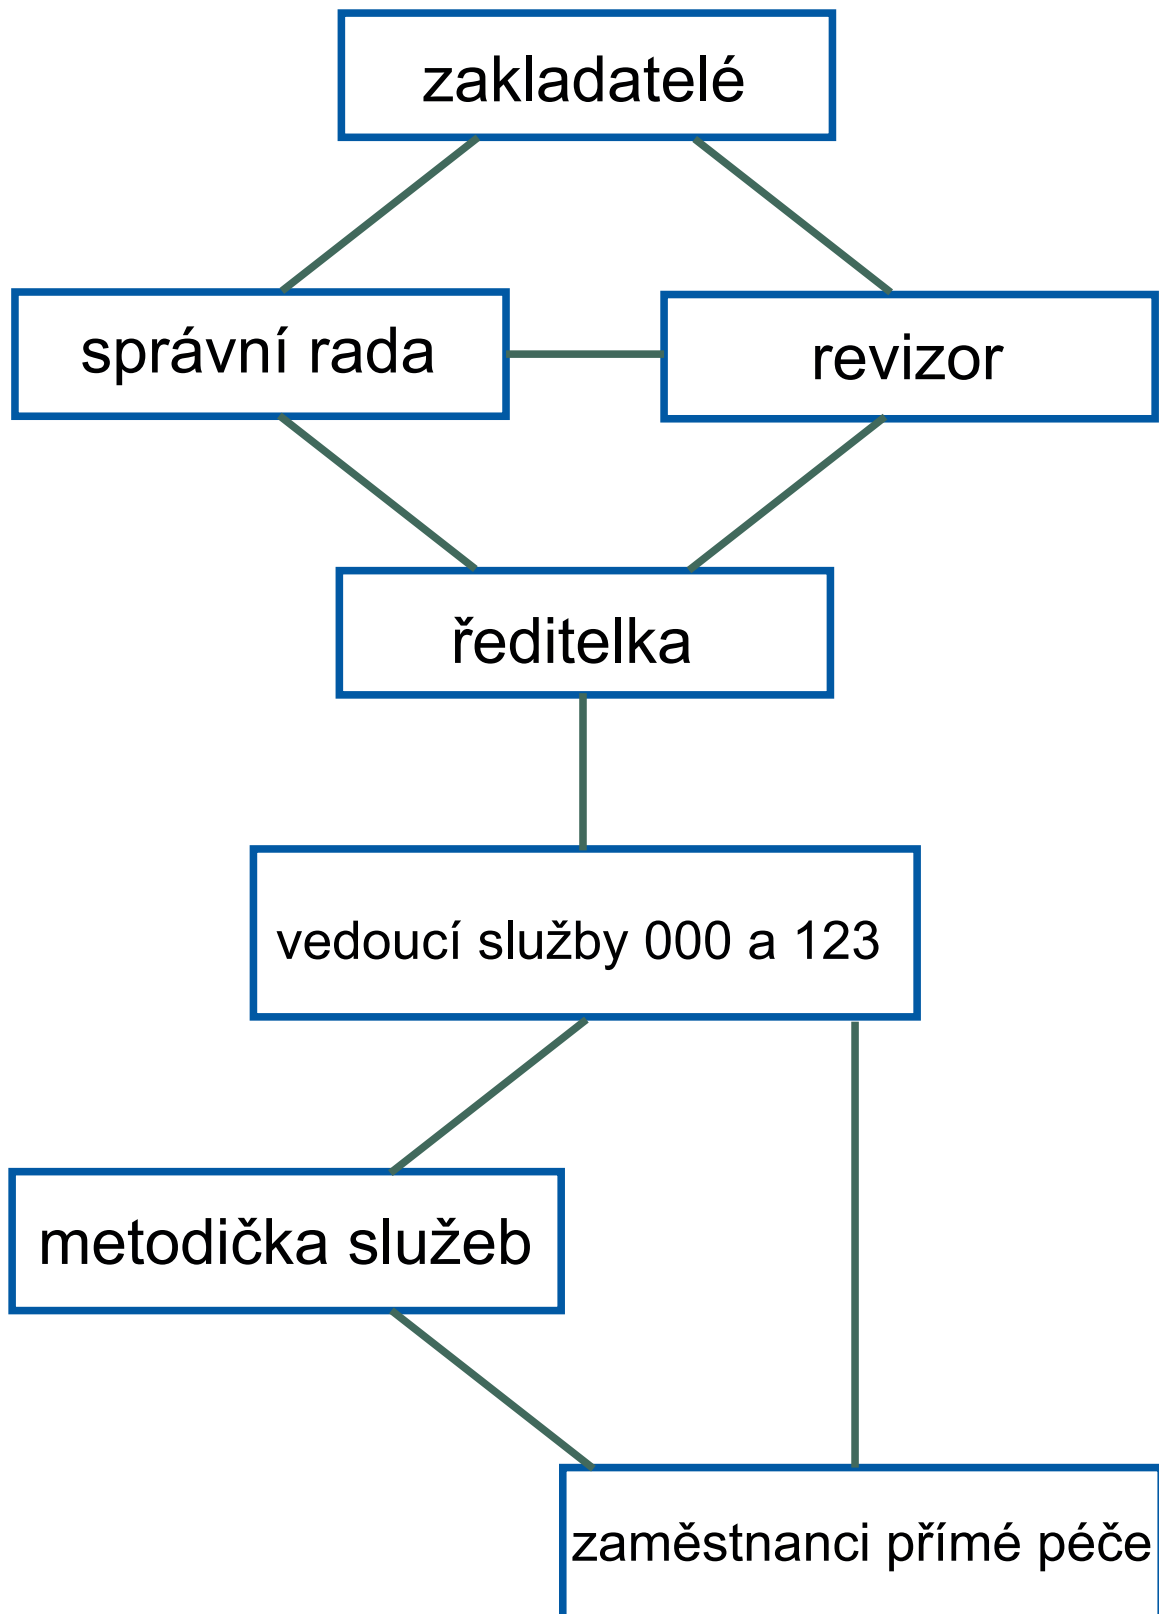 zakladatelé
správní rada
revizor
ředitelka
vedoucí služby 000 a 123
metodička služeb
zaměstnanci přímé péče